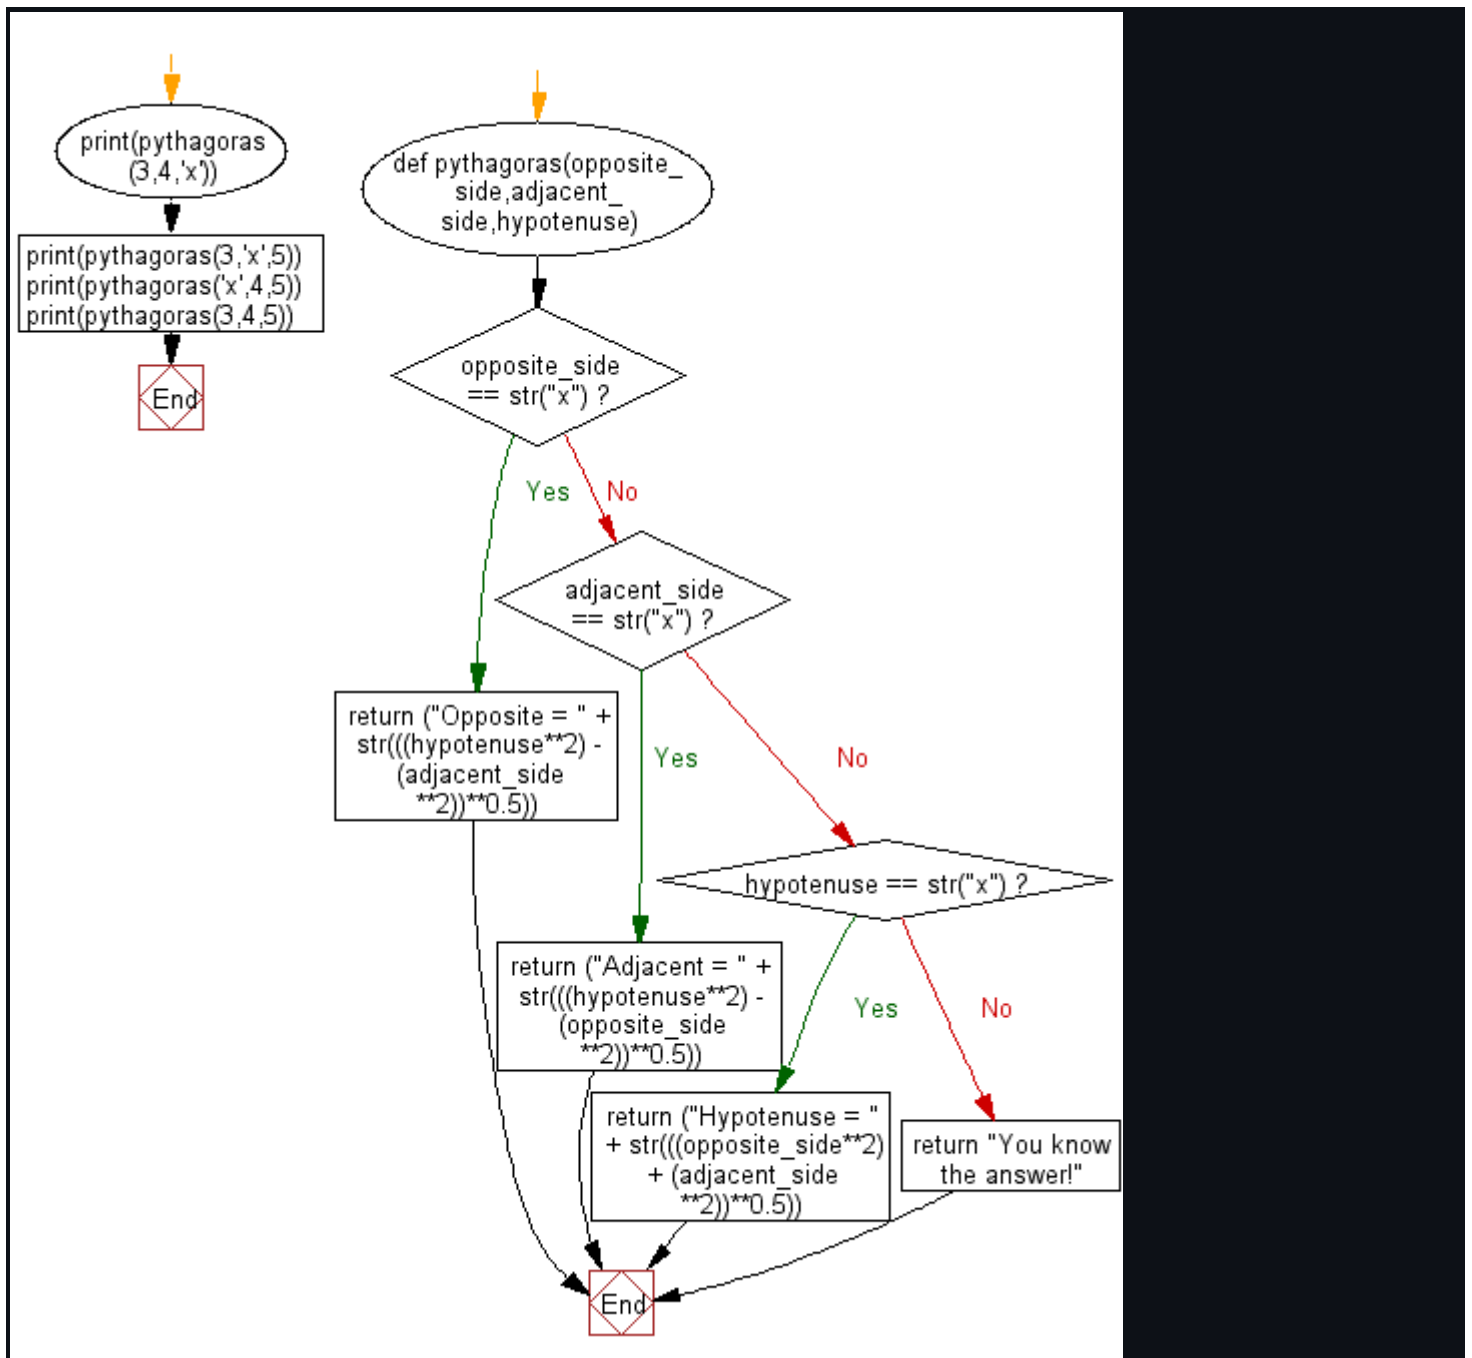 print(pythagoras
(3,4,'x'))
print(pythagoras(3,'x',5))
print(pythagoras('x',4,5))
print(pythagoras(3,4,5))
End
def pythagoras(opposite_
side,adjacent_
side,hypotenuse)
opposite_side
== str("x") ?
Yes
No
adjacent_side
== str("x") ?
return ("Opposite = " +
str(((hypotenuse**2) -
(adjacent_side
**2))**0.5))
Yes
No
hypotenuse == str("x") ?
return ("Adjacent = " +
str(((hypotenuse**2) -
(opposite_side
**2))**0.5))
Yes
No
return ("Hypotenuse = "
+ str(((opposite_side**2)
+ (adjacent_side
**2))**0.5))
return "You know
the answer!"
End